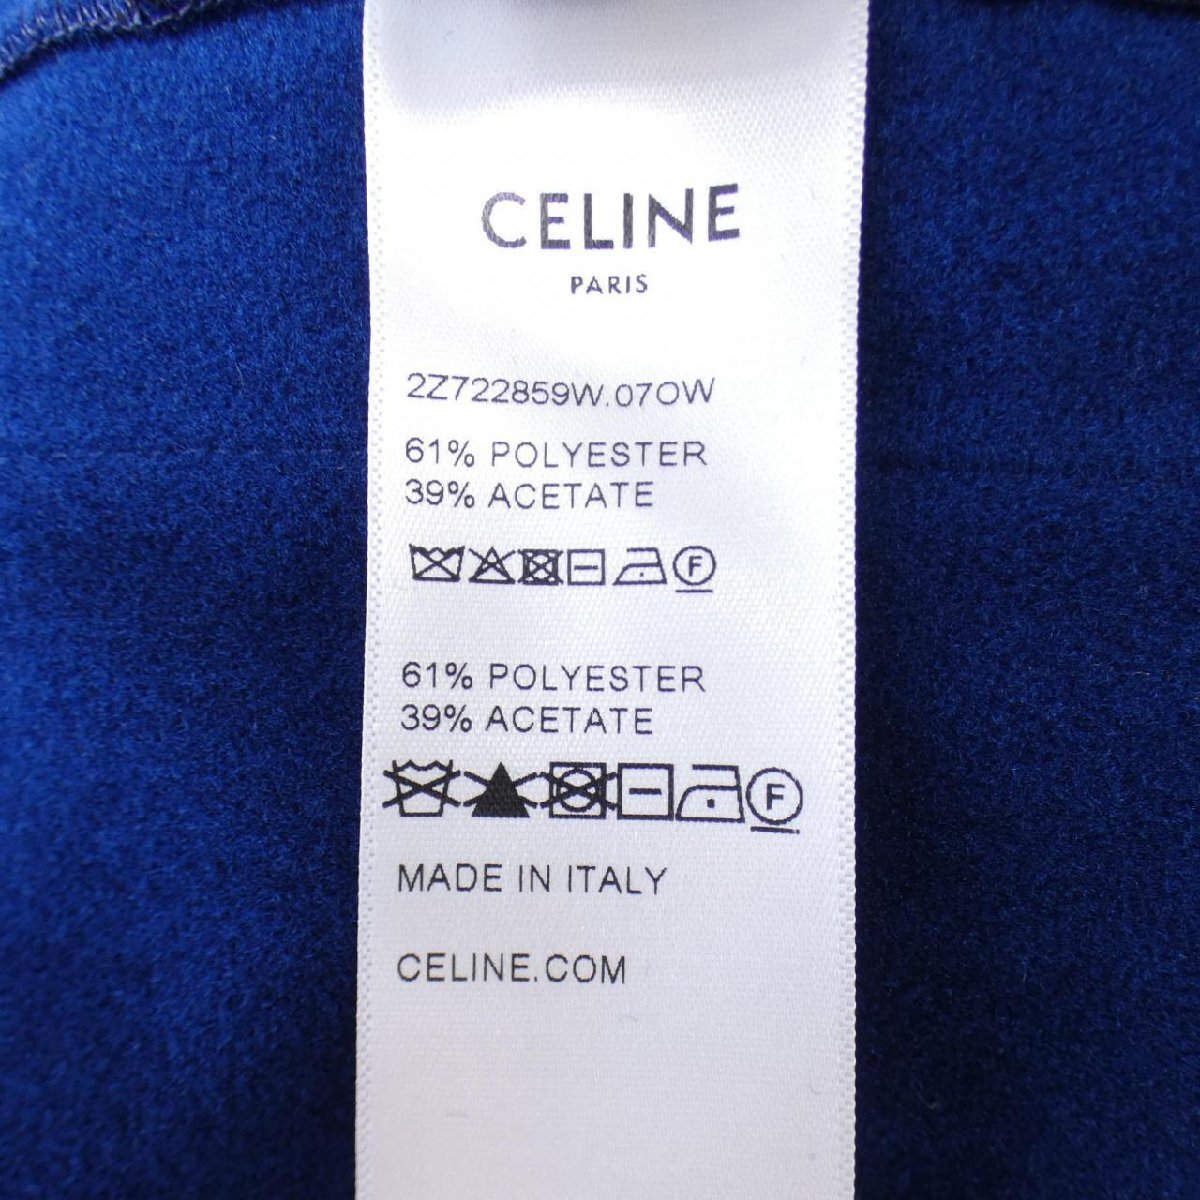 CELINE
PARIS
2Z722859W.07OW
61% POLYESTER
39% ACETATE
F
61% POLYESTER
39% ACETATE
F
MADE IN ITALY
CELINE.COM